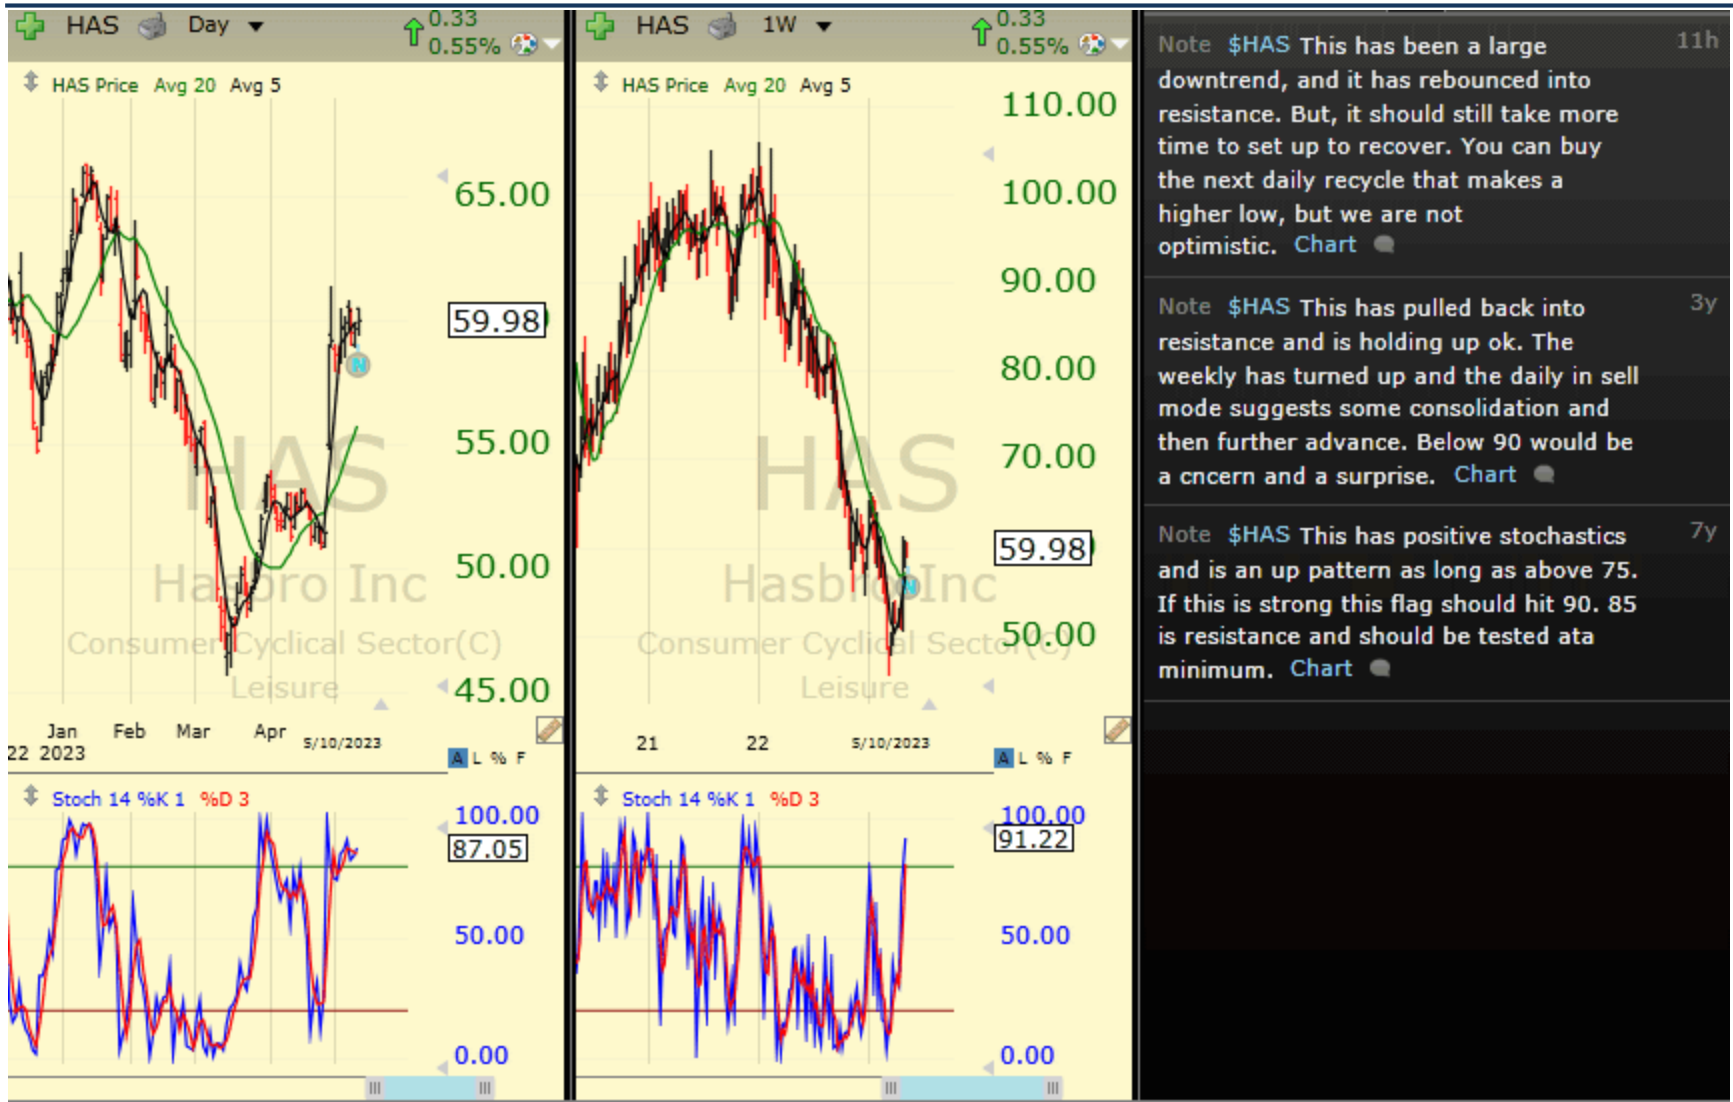 HAS Day 0.33
0.55%
HAS Price Avg 20 Avg 5
65.00
59.98
55.00
50.00
45.00
HAS
Hasbro Inc
Consumer Cyclical Sector(C)
Leisure
Jan Feb Mar Apr 5/10/2023
22 2023
A L % F
Stoch 14 %K 1 %D 3
100.00
87.05
50.00
0.00
HAS 1W 0.33
0.55%
HAS Price Avg 20 Avg 5
110.00
100.00
90.00
80.00
70.00
59.98
50.00
HAS
Hasbro Inc
Consumer Cyclical Sector(C)
Leisure
21 22 5/10/2023
A L % F
Stoch 14 %K 1 %D 3
100.00
91.22
50.00
0.00
N
N
Note $HAS This has been a large 11h
downtrend, and it has rebounced into
resistance. But, it should still take more
time to set up to recover. You can buy
the next daily recycle that makes a
higher low, but we are not
optimistic. Chart
Note $HAS This has pulled back into 3y
resistance and is holding up ok. The
weekly has turned up and the daily in sell
mode suggests some consolidation and
then further advance. Below 90 would be
a cncern and a surprise. Chart
Note $HAS This has positive stochastics 7y
and is an up pattern as long as above 75.
If this is strong this flag should hit 90. 85
is resistance and should be tested ata
minimum. Chart